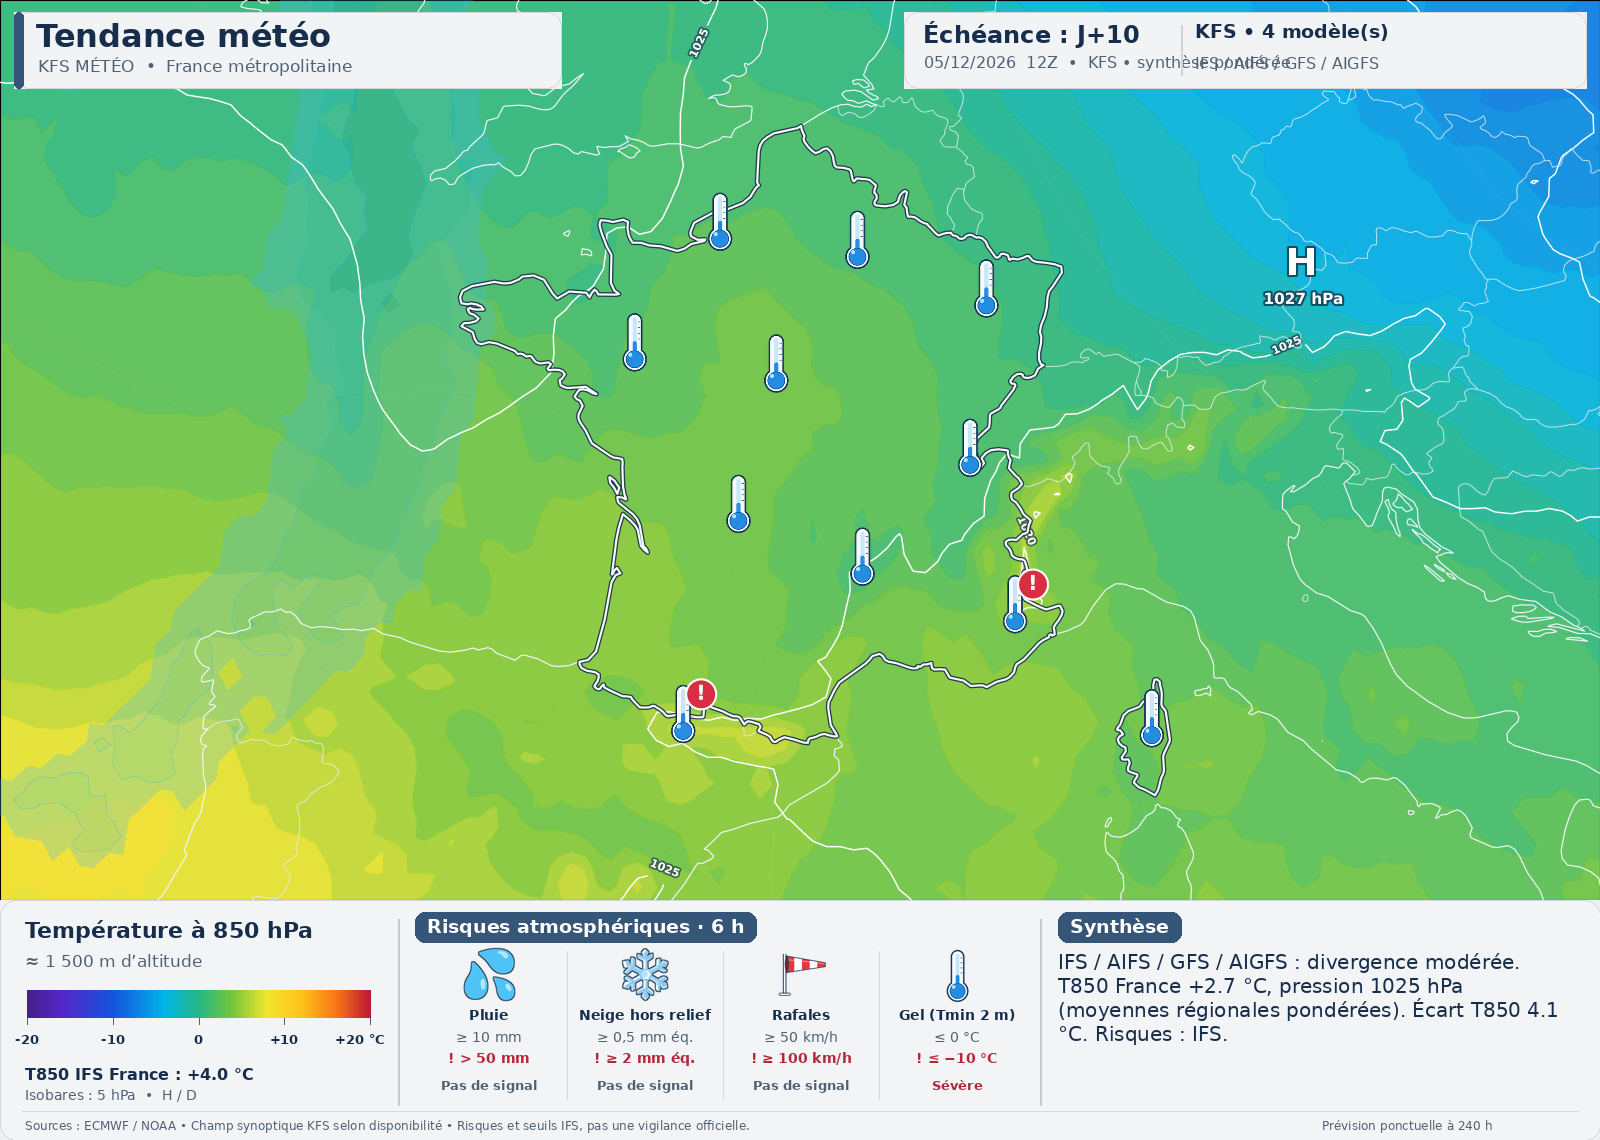 Tendance météo
KFS MÉTÉO • France métropolitaine
Échéance : J+10
05/12/2026 12Z • KFS • synthèse pondérée
KFS • 4 modèle(s)
IFS / AIFS / GFS / AIGFS
1025
H
1027 hPa
1025
!
!
1025
Température à 850 hPa
≈ 1 500 m d’altitude
-20 -10 0 +10 +20 °C
T850 IFS France : +4.0 °C
Isobares : 5 hPa • H / D
Risques atmosphériques · 6 h
Pluie
≥ 10 mm
! > 50 mm
Pas de signal
Neige hors relief
≥ 0,5 mm éq.
! ≥ 2 mm éq.
Pas de signal
Rafales
≥ 50 km/h
! ≥ 100 km/h
Pas de signal
Gel (Tmin 2 m)
≤ 0 °C
! ≤ −10 °C
Sévère
Synthèse
IFS / AIFS / GFS / AIGFS : divergence modérée.
T850 France +2.7 °C, pression 1025 hPa
(moyennes régionales pondérées). Écart T850 4.1
°C. Risques : IFS.
Sources : ECMWF / NOAA • Champ synoptique KFS selon disponibilité • Risques et seuils IFS, pas une vigilance officielle.
Prévision ponctuelle à 240 h